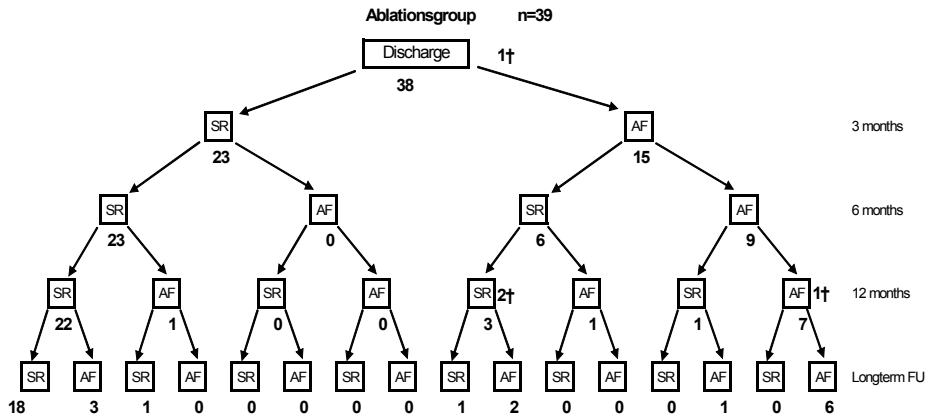 Ablationsgroup n=39
Discharge 1†
38
SR AF 3 months
23 15
SR AF SR AF 6 months
23 0 6 9
SR AF SR AF SR 2† AF SR AF 1† 12 months
22 1 0 0 3 1 1 7
SR AF SR AF SR AF SR AF SR AF SR AF SR AF SR AF Longterm FU
18 3 1 0 0 0 0 0 1 2 0 0 0 1 0 6